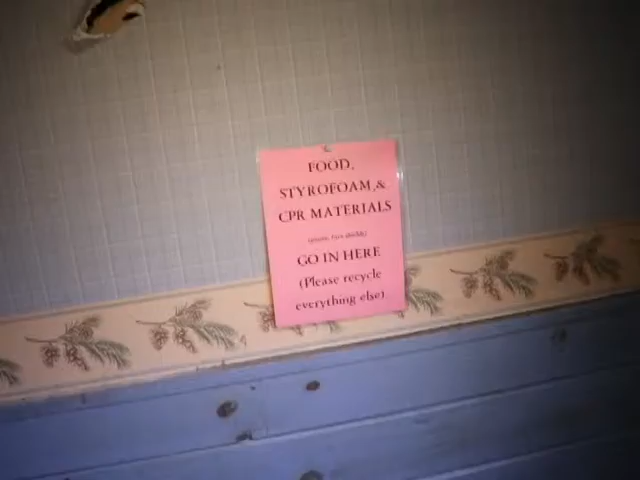 FOOD,
STYROFOAM,&
CPR MATERIALS
GO IN HERE
(Please recycle
everything else)